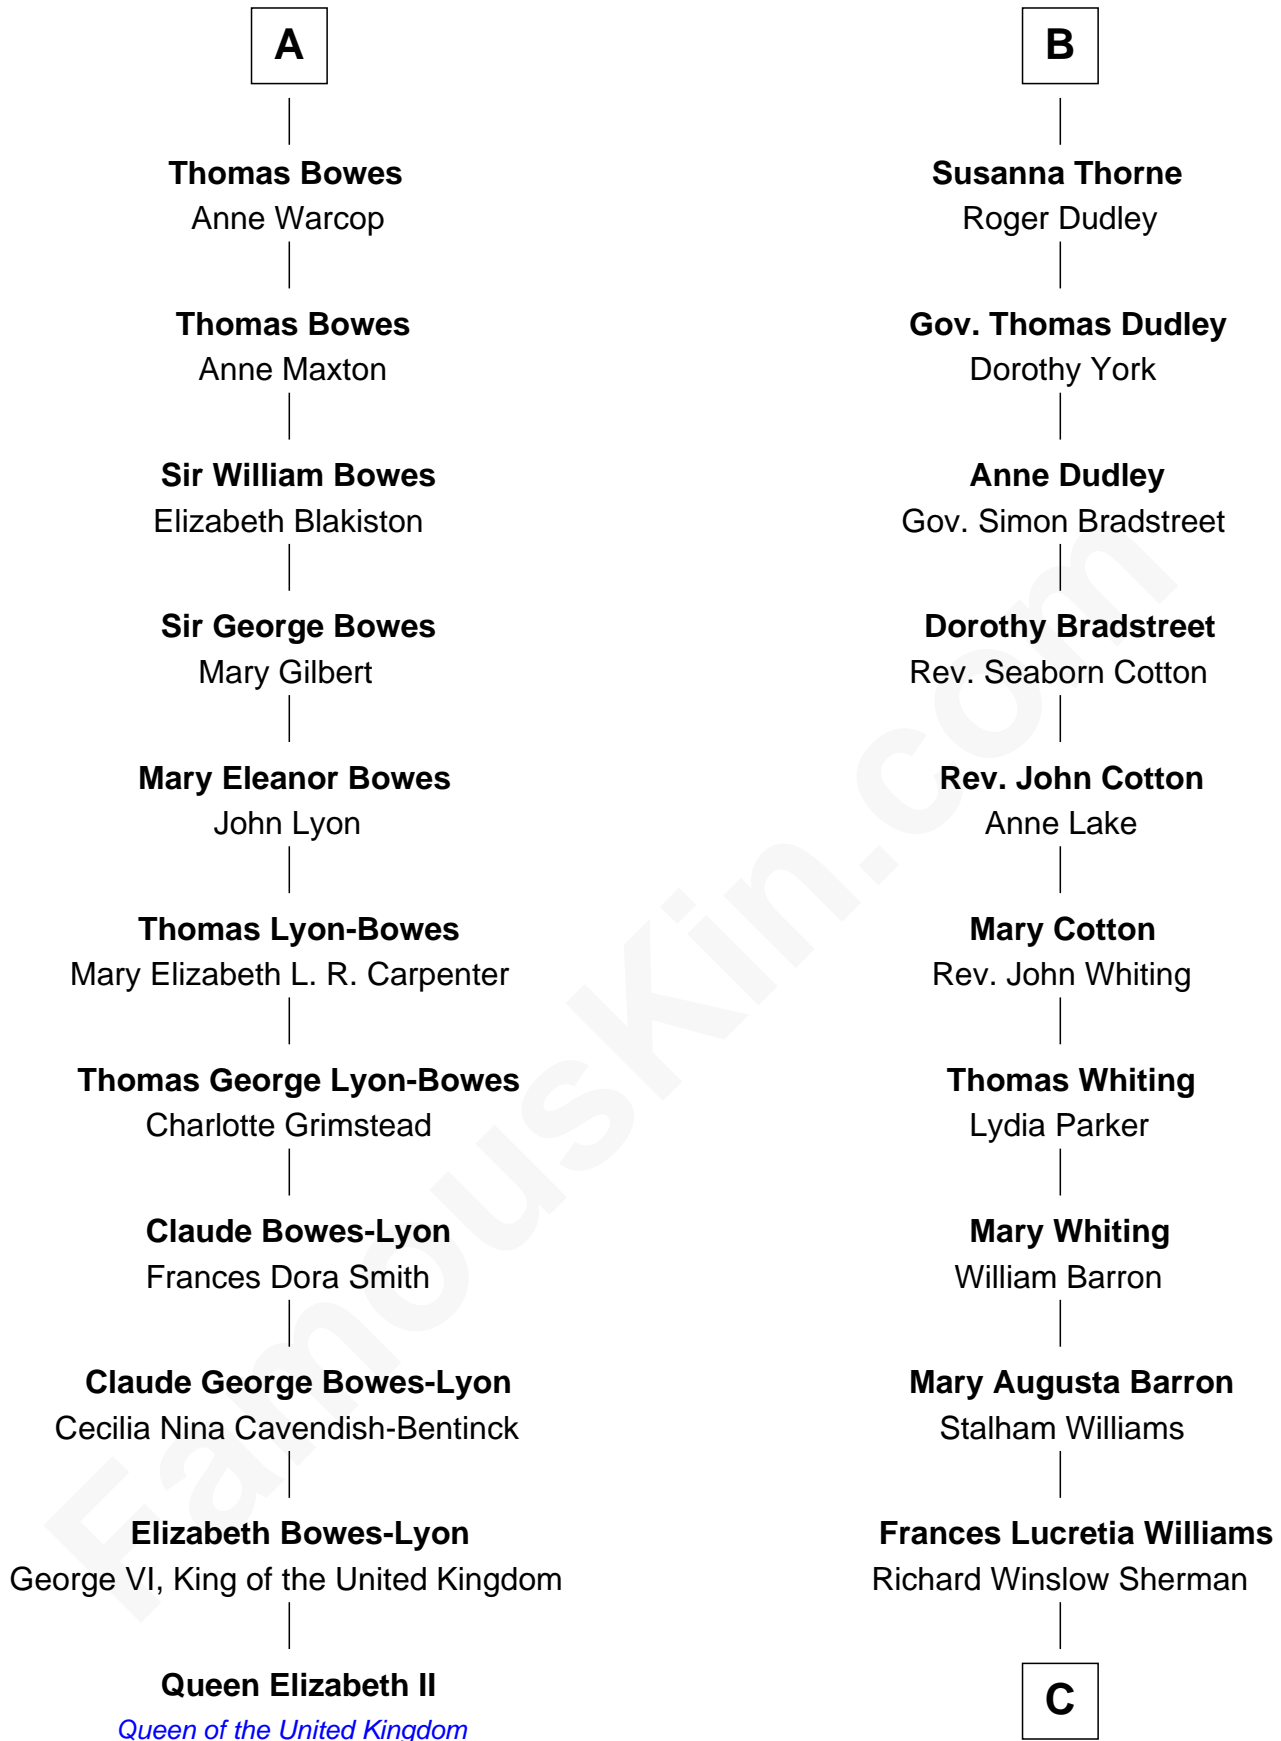 A
Thomas Bowes
Anne Warcop
Thomas Bowes
Anne Maxton
Sir William Bowes
Elizabeth Blakiston
Sir George Bowes
Mary Gilbert
Mary Eleanor Bowes
John Lyon
Thomas Lyon-Bowes
Mary Elizabeth L. R. Carpenter
Thomas George Lyon-Bowes
Charlotte Grimstead
Claude Bowes-Lyon
Frances Dora Smith
Claude George Bowes-Lyon
Cecilia Nina Cavendish-Bentinck
Elizabeth Bowes-Lyon
George VI, King of the United Kingdom
Queen Elizabeth II
Queen of the United Kingdom
B
Susanna Thorne
Roger Dudley
Gov. Thomas Dudley
Dorothy York
Anne Dudley
Gov. Simon Bradstreet
Dorothy Bradstreet
Rev. Seaborn Cotton
Rev. John Cotton
Anne Lake
Mary Cotton
Rev. John Whiting
Thomas Whiting
Lydia Parker
Mary Whiting
William Barron
Mary Augusta Barron
Stalham Williams
Frances Lucretia Williams
Richard Winslow Sherman
C
FamousKin.com